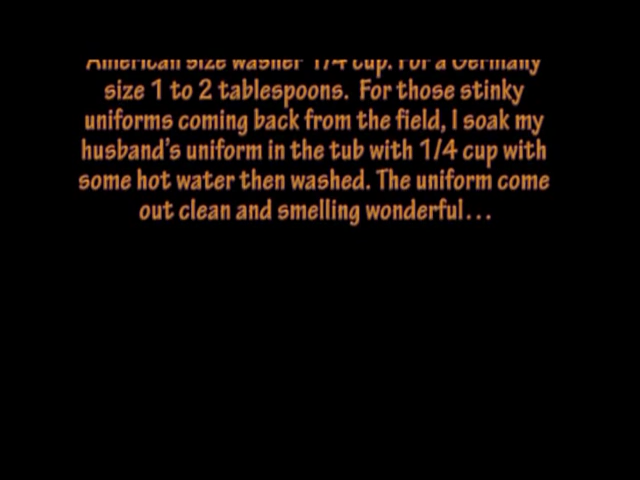 American size washer 1/4 cup. For a Germany
size 1 to 2 tablespoons. For those stinky
uniforms coming back from the field, I soak my
husband's uniform in the tub with 1/4 cup with
some hot water then washed. The uniform come
out clean and smelling wonderful...